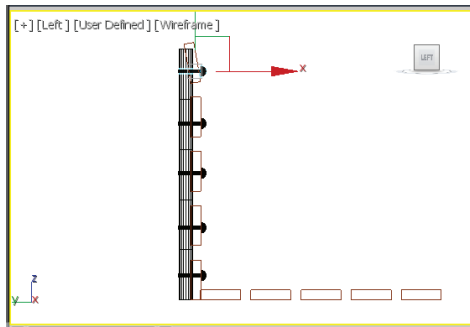 [+] [Left] [User Defined] [Wireframe]
LEFT
x
z
y x